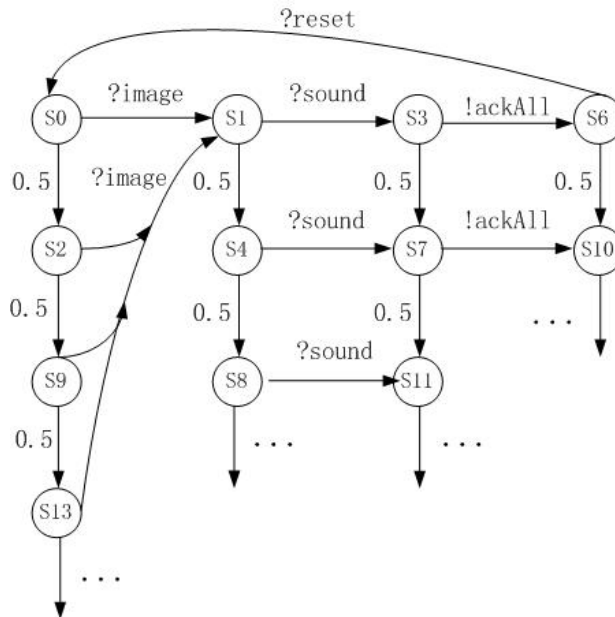 ?reset
S0
?image
S1
?sound
S3
!ackAll
S6
0.5
?image
0.5
0.5
0.5
S2
S4
?sound
S7
!ackAll
S10
0.5
0.5
0.5
...
S9
S8
?sound
S11
0.5
...
...
S13
...